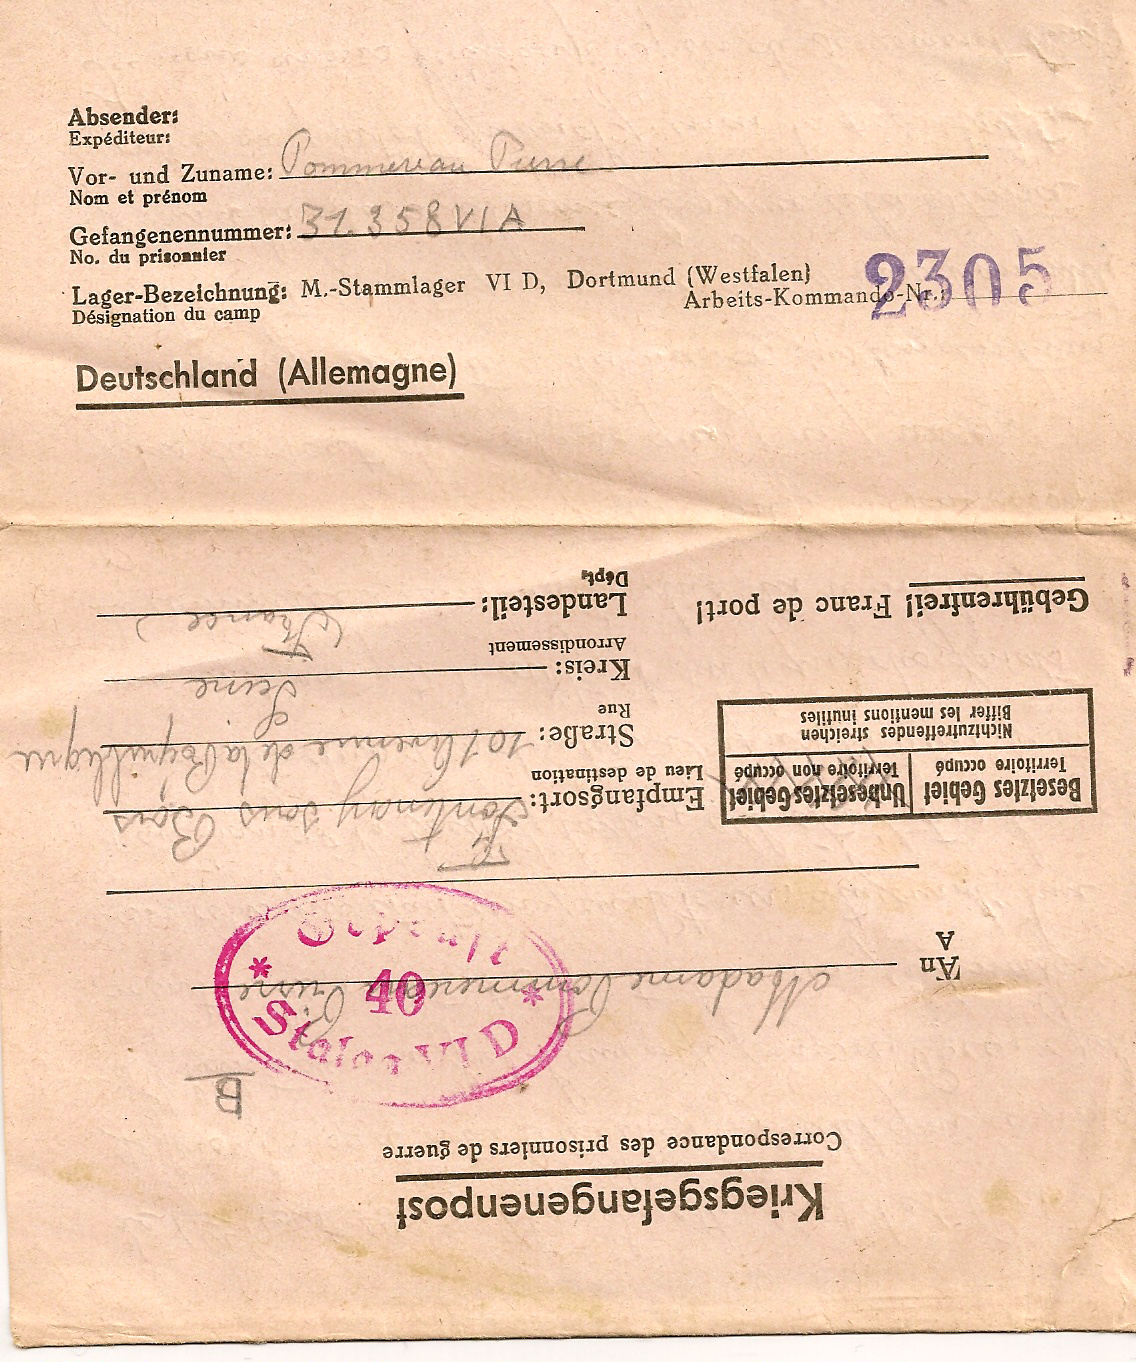 Absender:
Expéditeur:
Vor- und Zuname: Pommereau Pierre
Nom et prénom
Gefangenennummer: 31.358 VI A
No. du prisonnier
Lager-Bezeichnung: M.-Stammlager VI D, Dortmund (Westfalen)
Désignation du camp
Arbeits-Kommando-Nr.: 2305
Deutschland (Allemagne)
Kriegsgefangenenpost
Correspondance des prisonniers de guerre
B
An Madame Pommereau Pierre
A
Geprüft
40
Stalag VI D
Empfangsort: Fontenay sous Bois
Lieu de destination
Straße: 101 Avenue de la République
Rue
Kreis: Seine
Arrondissement
Landesteil: (France)
Dépt.
Besetztes Gebiet
Territoire occupé
Unbesetztes Gebiet
Territoire non occupé
Nichtzutreffendes streichen
Biffer les mentions inutiles
Gebührenfrei! Franc de port!